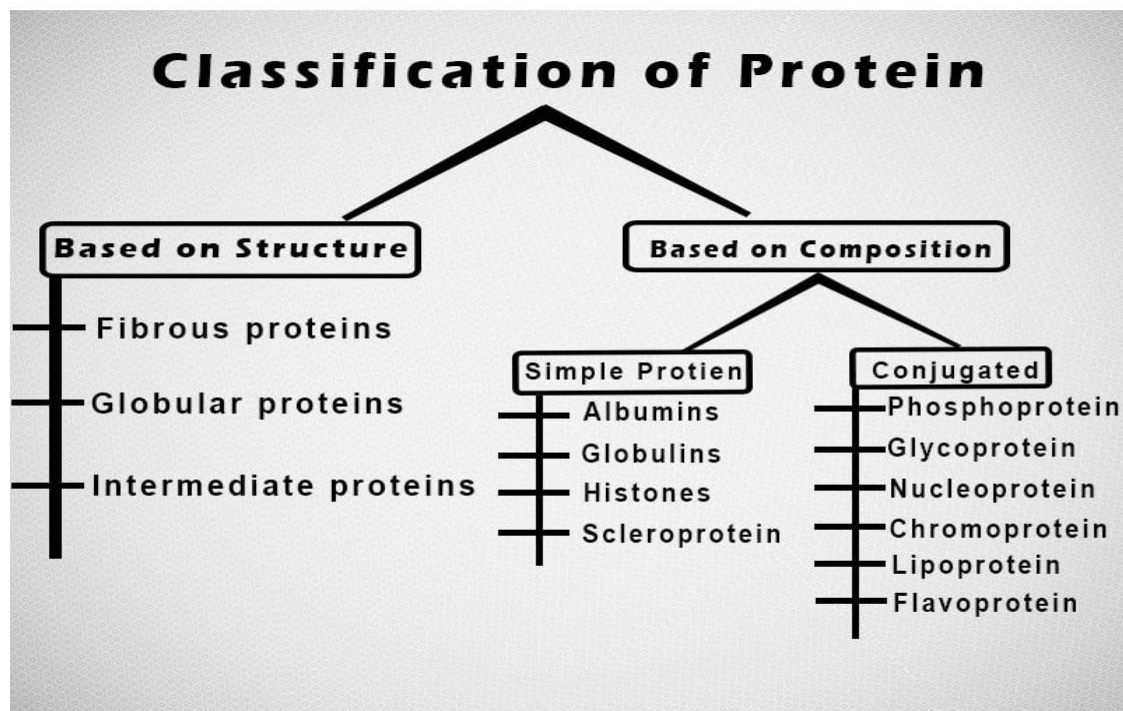 Classification of Protein
Based on Structure
Fibrous proteins
Globular proteins
Intermediate proteins
Based on Composition
Simple Protien
Albumins
Globulins
Histones
Scleroprotein
Conjugated
Phosphoprotein
Glycoprotein
Nucleoprotein
Chromoprotein
Lipoprotein
Flavoprotein